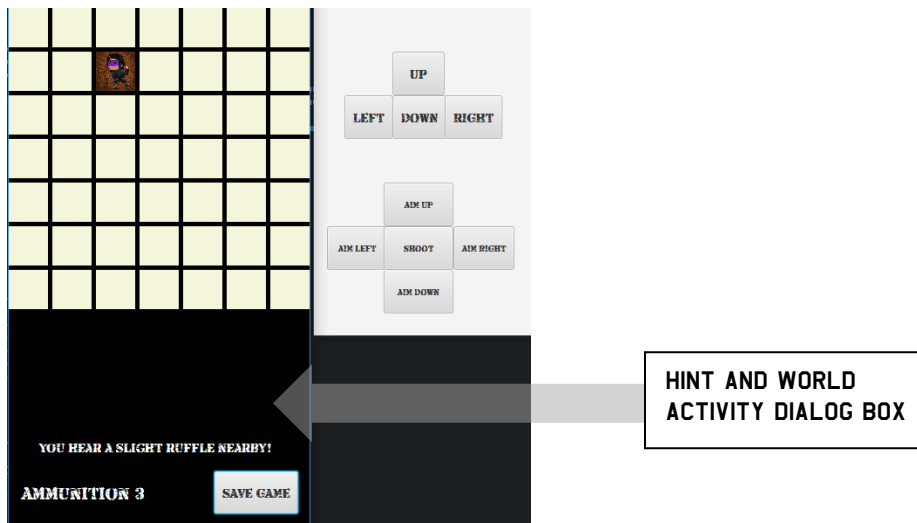 UP
LEFT DOWN RIGHT
AIM UP
AIM LEFT SHOOT AIM RIGHT
AIM DOWN
HINT AND WORLD
ACTIVITY DIALOG BOX
YOU HEAR A SLIGHT RUFFLE NEARBY!
AMMUNITION 3 SAVE GAME